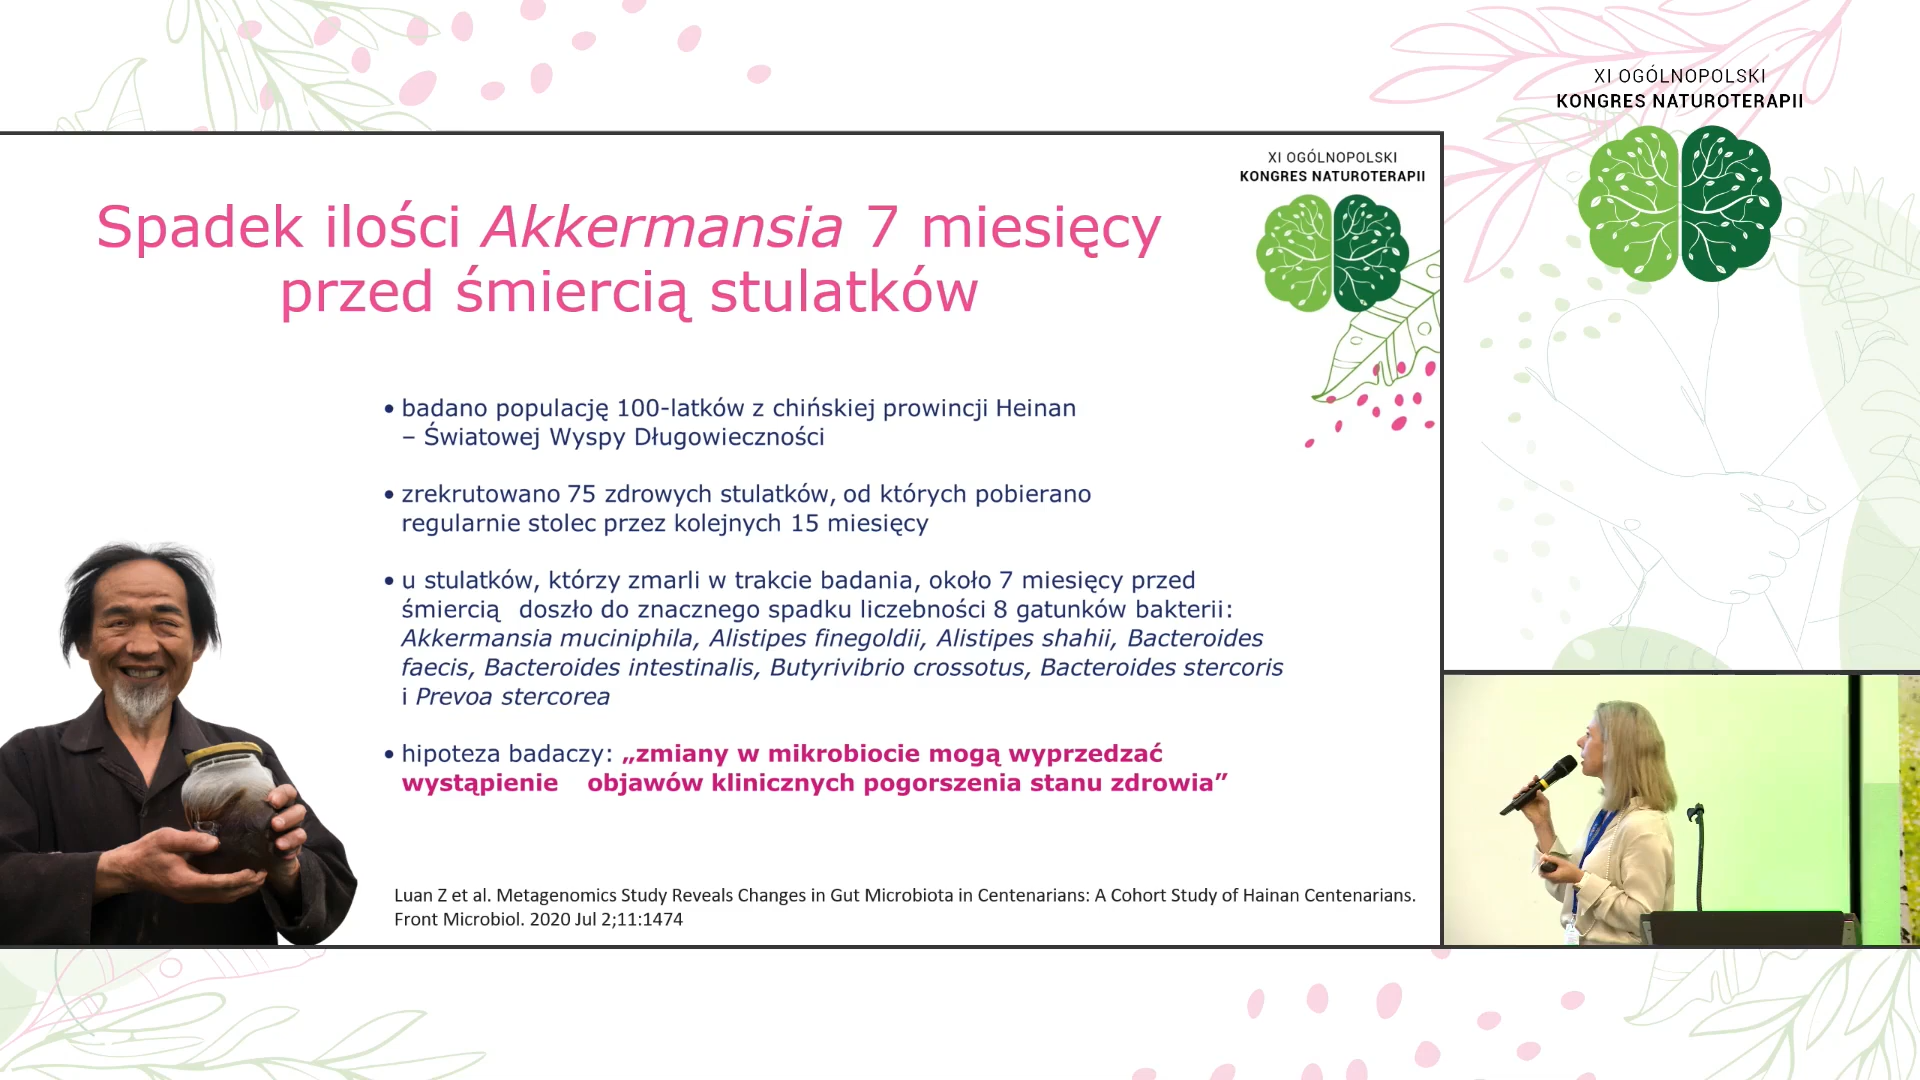 XI OGÓLNOPOLSKI
KONGRES NATUROTERAPII
XI OGÓLNOPOLSKI
KONGRES NATUROTERAPII
Spadek ilości Akkermansia 7 miesięcy
przed śmiercią stulatków
• badano populację 100-latków z chińskiej prowincji Heinan
– Światowej Wyspy Długowieczności
• zrekrutowano 75 zdrowych stulatków, od których pobierano
regularnie stolec przez kolejnych 15 miesięcy
• u stulatków, którzy zmarli w trakcie badania, około 7 miesięcy przed
śmiercią doszło do znacznego spadku liczebności 8 gatunków bakterii:
Akkermansia muciniphila, Alistipes finegoldii, Alistipes shahii, Bacteroides
faecis, Bacteroides intestinalis, Butyrivibrio crossotus, Bacteroides stercoris
i Prevoa stercorea
• hipoteza badaczy: „zmiany w mikrobiocie mogą wyprzedzać
wystąpienie objawów klinicznych pogorszenia stanu zdrowia”
Luan Z et al. Metagenomics Study Reveals Changes in Gut Microbiota in Centenarians: A Cohort Study of Hainan Centenarians.
Front Microbiol. 2020 Jul 2;11:1474